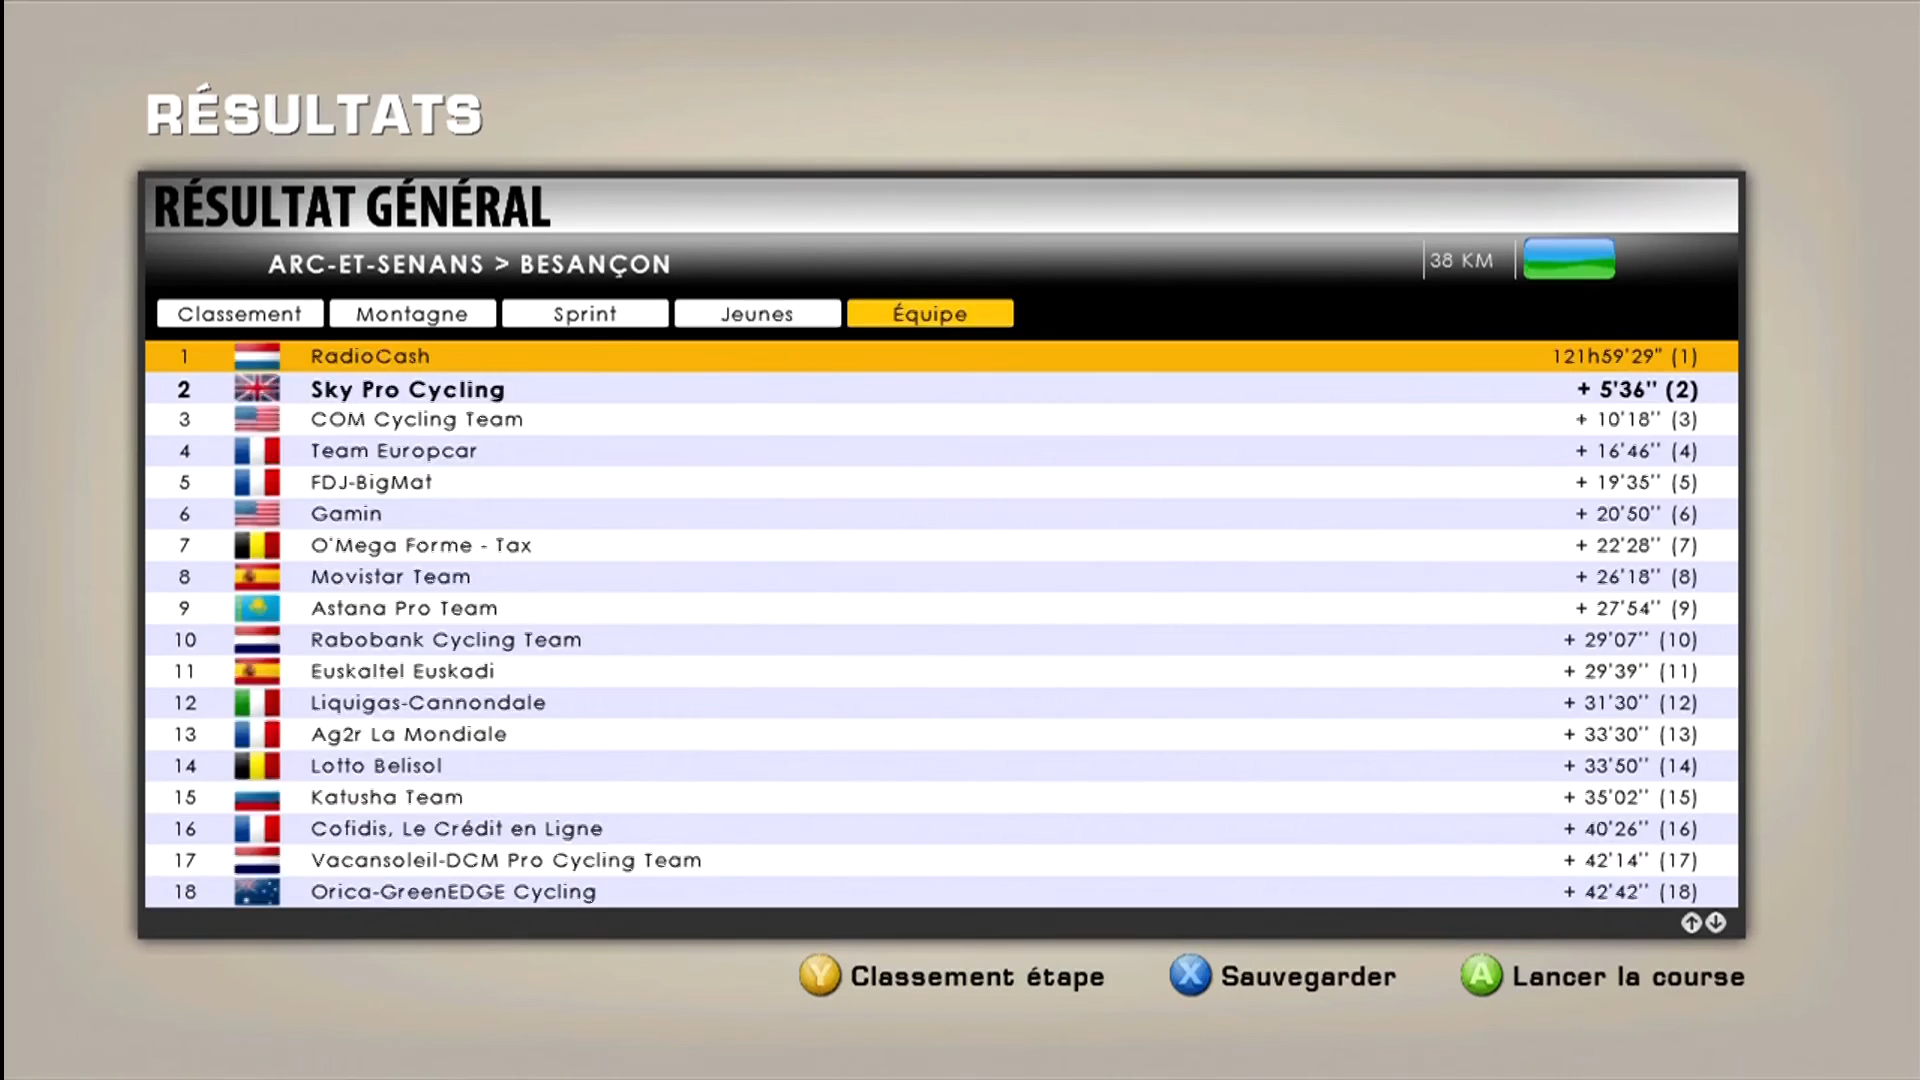 RÉSULTATS
RÉSULTAT GÉNÉRAL
ARC-ET-SENANS > BESANÇON 38 KM
Classement Montagne Sprint Jeunes Équipe
1 RadioCash 121h59'29" (1)
2 Sky Pro Cycling + 5'36'' (2)
3 COM Cycling Team + 10'18'' (3)
4 Team Europcar + 16'46'' (4)
5 FDJ-BigMat + 19'35'' (5)
6 Gamin + 20'50'' (6)
7 O'Mega Forme - Tax + 22'28'' (7)
8 Movistar Team + 26'18'' (8)
9 Astana Pro Team + 27'54'' (9)
10 Rabobank Cycling Team + 29'07'' (10)
11 Euskaltel Euskadi + 29'39'' (11)
12 Liquigas-Cannondale + 31'30'' (12)
13 Ag2r La Mondiale + 33'30'' (13)
14 Lotto Belisol + 33'50'' (14)
15 Katusha Team + 35'02'' (15)
16 Cofidis, Le Crédit en Ligne + 40'26'' (16)
17 Vacansoleil-DCM Pro Cycling Team + 42'14'' (17)
18 Orica-GreenEDGE Cycling + 42'42'' (18)
Y Classement étape X Sauvegarder A Lancer la course